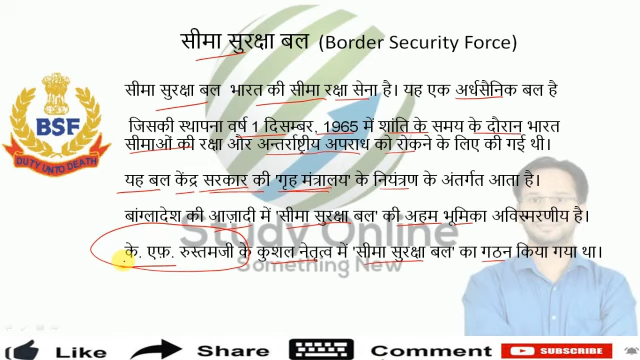 सीमा सुरक्षा बल (Border Security Force)
सीमा सुरक्षा बल भारत की सीमा रक्षा सेना है। यह एक अर्धसैनिक बल है
जिसकी स्थापना वर्ष 1 दिसम्बर, 1965 में शांति के समय के दौरान भारत
सीमाओं की रक्षा और अन्तर्राष्ट्रीय अपराध को रोकने के लिए की गई थी।
BSF
DUTY UNTO DEATH
यह बल केंद्र सरकार की 'गृह मंत्रालय' के नियंत्रण के अंतर्गत आता है।
बांग्लादेश की आज़ादी में 'सीमा सुरक्षा बल' की अहम भूमिका अविस्मरणीय है।
Study Online
के. एफ़. रुस्तमजी के कुशल नेतृत्व में 'सीमा सुरक्षा बल' का गठन किया गया था।
Something New
Like Share Comment SUBSCRIBE